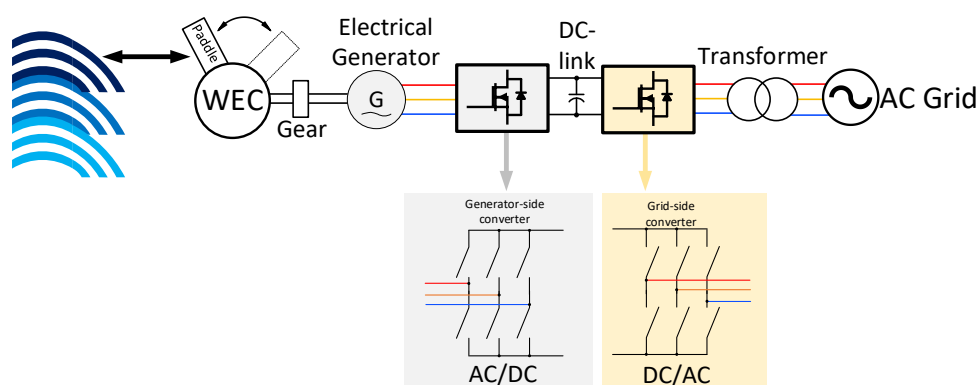 Paddle
WEC
Gear
Electrical
Generator
G
DC-
link
Transformer
AC Grid
Generator-side
converter
AC/DC
Grid-side
converter
DC/AC